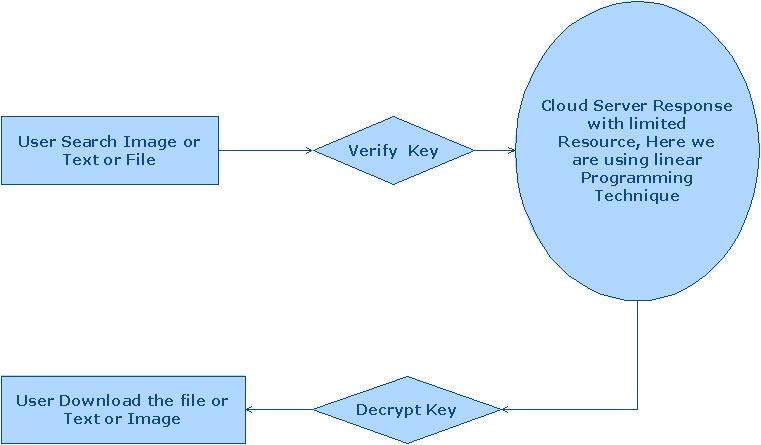 User Search Image or
Text or File
Verify Key
Cloud Server Response
with limited
Resource, Here we
are using linear
Programming
Technique
Decrypt Key
User Download the file or
Text or Image